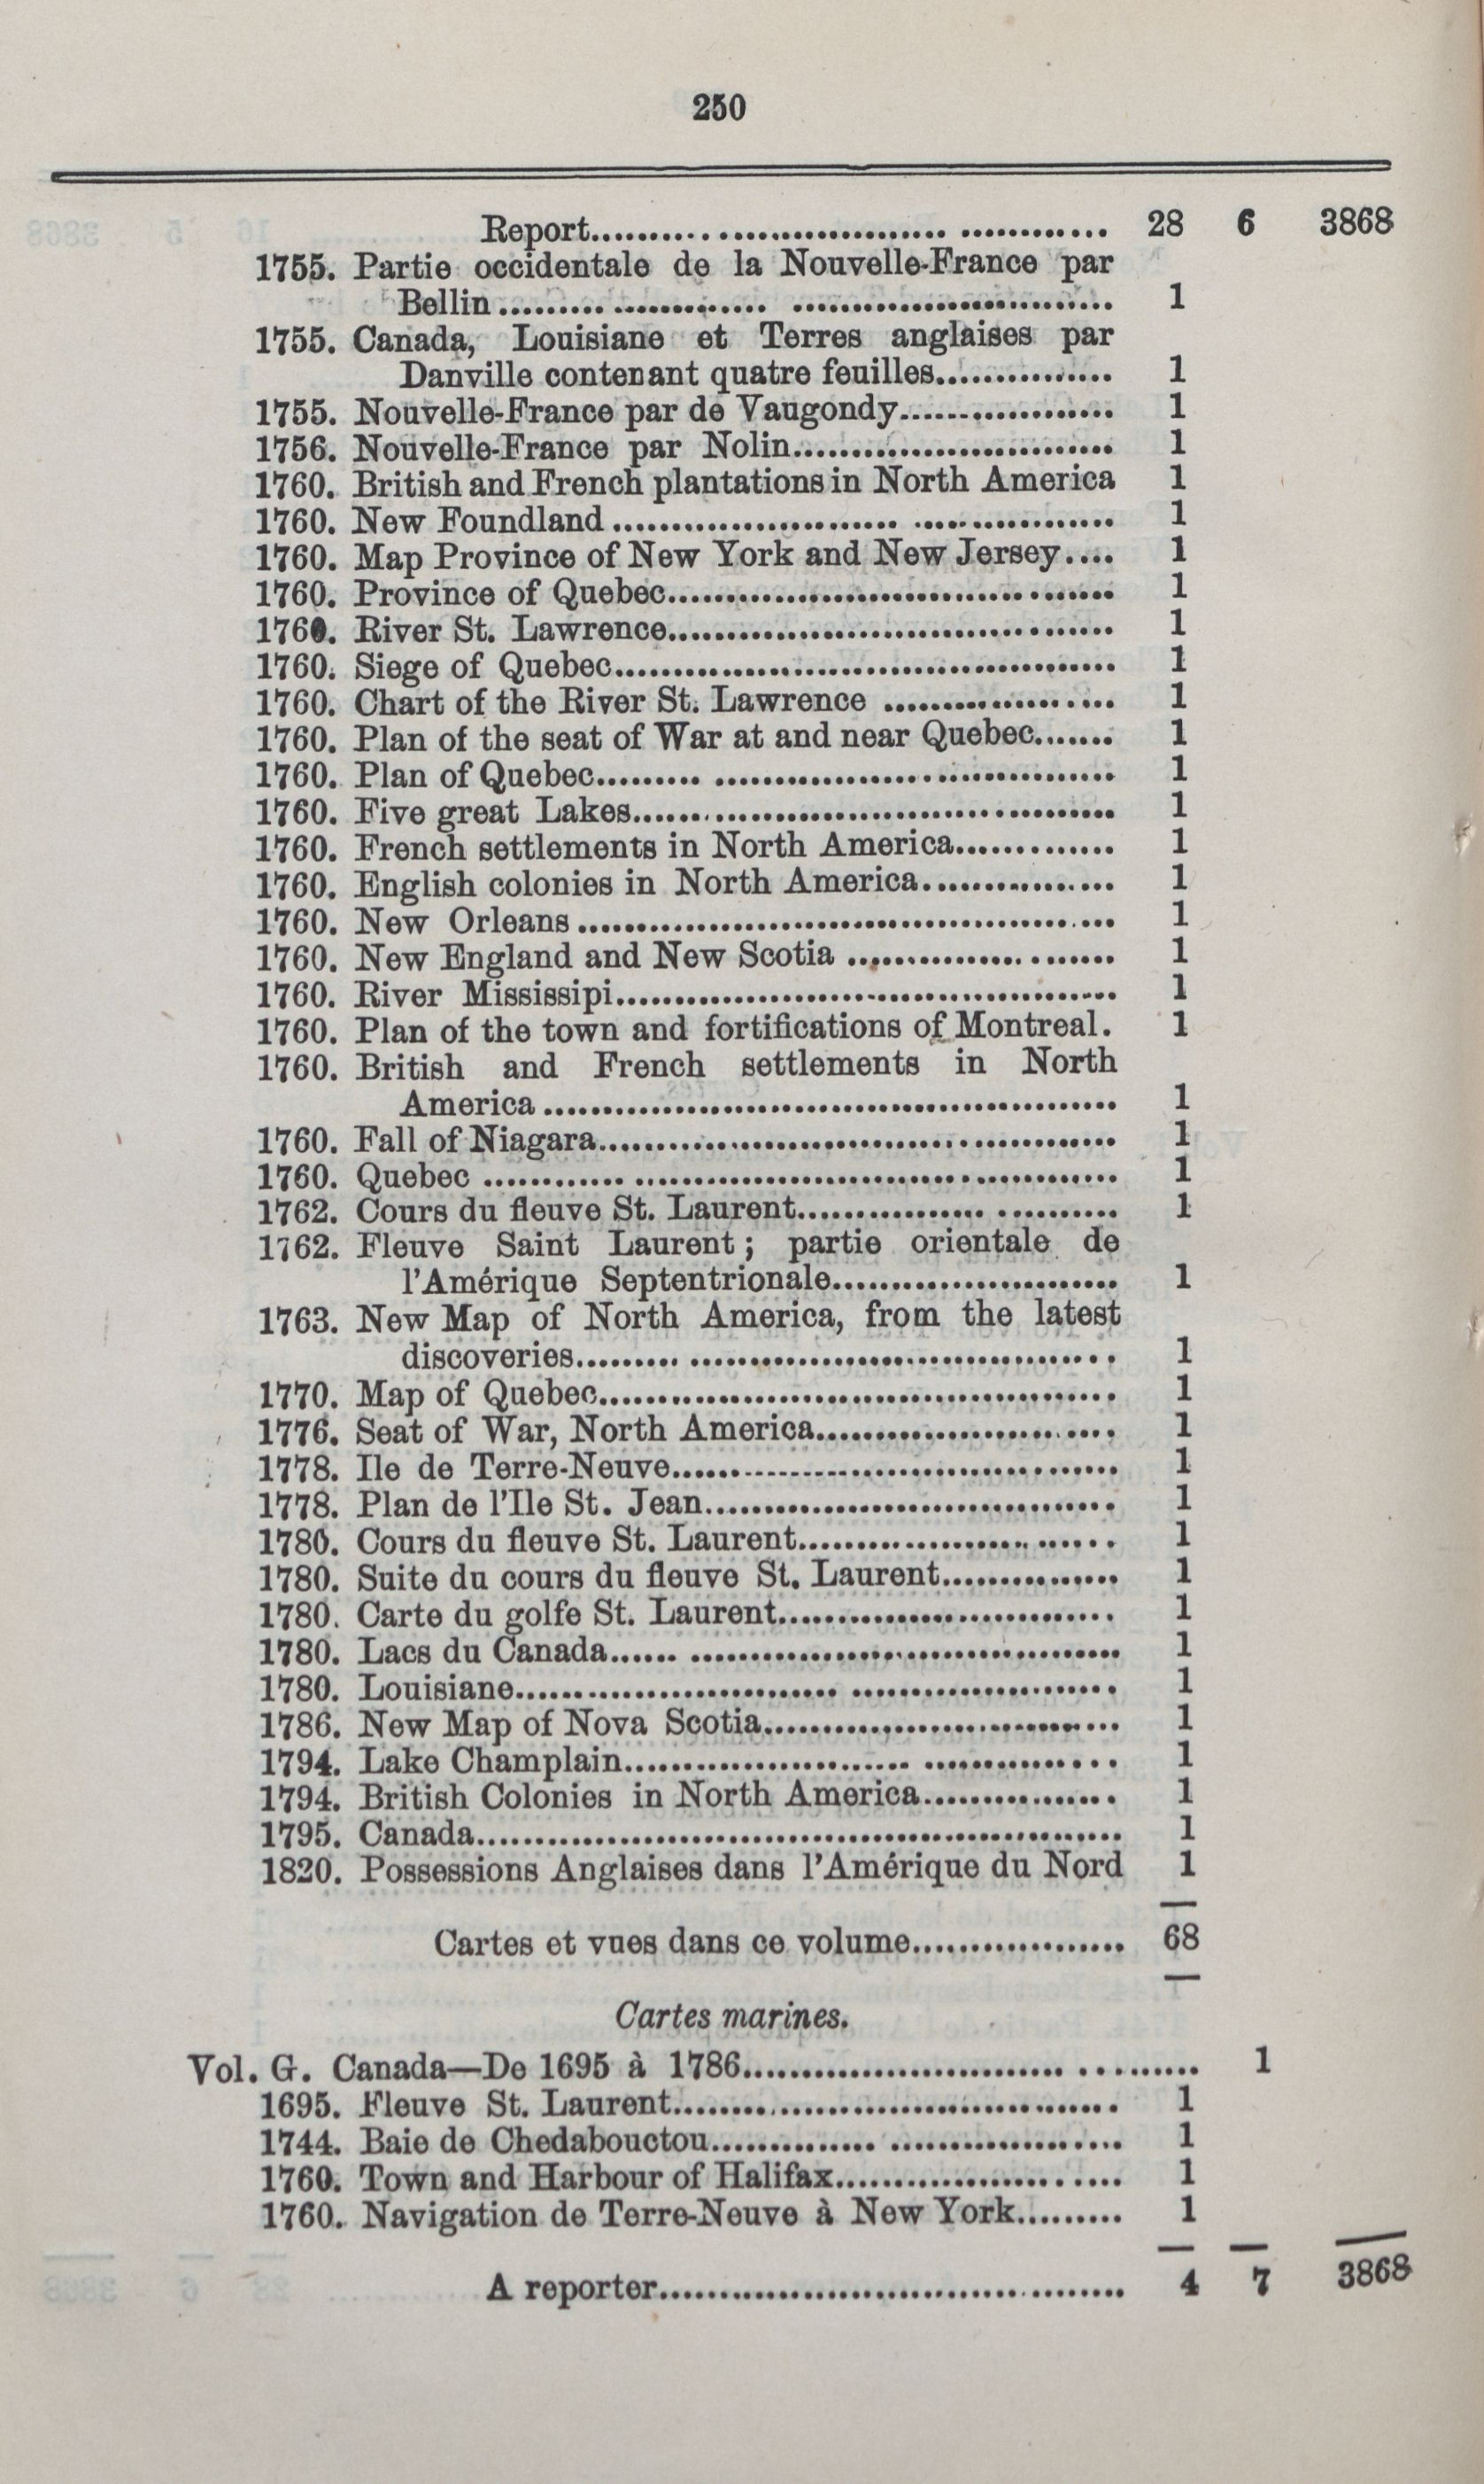 250
Report.................................................. 28 6 3868
1755. Partie occidentale de la Nouvelle-France par
Bellin.................................................. 1
1755. Canada, Louisiane et Terres anglaises par
Danville contenant quatre feuilles............... 1
1755. Nouvelle-France par de Vaugondy.................. 1
1756. Nouvelle-France par Nolin........................... 1
1760. British and French plantations in North America 1
1760. New Foundland.......................................... 1
1760. Map Province of New York and New Jersey.... 1
1760. Province of Quebec...................................... 1
1760. River St. Lawrence...................................... 1
1760. Siege of Quebec.......................................... 1
1760. Chart of the River St. Lawrence .................... 1
1760. Plan of the seat of War at and near Quebec....... 1
1760. Plan of Quebec............................................ 1
1760. Five great Lakes......................................... 1
1760. French settlements in North America............. 1
1760. English colonies in North America................ 1
1760. New Orleans.............................................. 1
1760. New England and New Scotia ....................... 1
1760. River Mississipi.......................................... 1
1760. Plan of the town and fortifications of Montreal. 1
1760. British and French settlements in North
America.................................................. 1
1760. Fall of Niagara............................................ 1
1760. Quebec ..................................................... 1
1762. Cours du fleuve St. Laurent........................... 1
1762. Fleuve Saint Laurent ; partie orientale de
l'Amérique Septentrionale........................ 1
1763. New Map of North America, from the latest
discoveries.............................................. 1
1770. Map of Quebec............................................ 1
1776. Seat of War, North America......................... 1
1778. Ile de Terre-Neuve...................................... 1
1778. Plan de l'Ile St. Jean................................... 1
1780. Cours du fleuve St. Laurent........................... 1
1780. Suite du cours du fleuve St. Laurent............... 1
1780. Carte du golfe St. Laurent............................ 1
1780. Lacs du Canada........................................... 1
1780. Louisiane................................................... 1
1786. New Map of Nova Scotia.............................. 1
1794. Lake Champlain.......................................... 1
1794. British Colonies in North America................ 1
1795. Canada...................................................... 1
1820. Possessions Anglaises dans l'Amérique du Nord 1
Cartes et vues dans ce volume.................. 68
Cartes marines.
Vol. G. Canada—De 1695 à 1786...................................... 1
1695. Fleuve St. Laurent...................................... 1
1744. Baie de Chedabouctou.................................. 1
1760. Town and Harbour of Halifax........................ 1
1760. Navigation de Terre-Neuve à New York......... 1
A reporter........................................ 4 7 3868